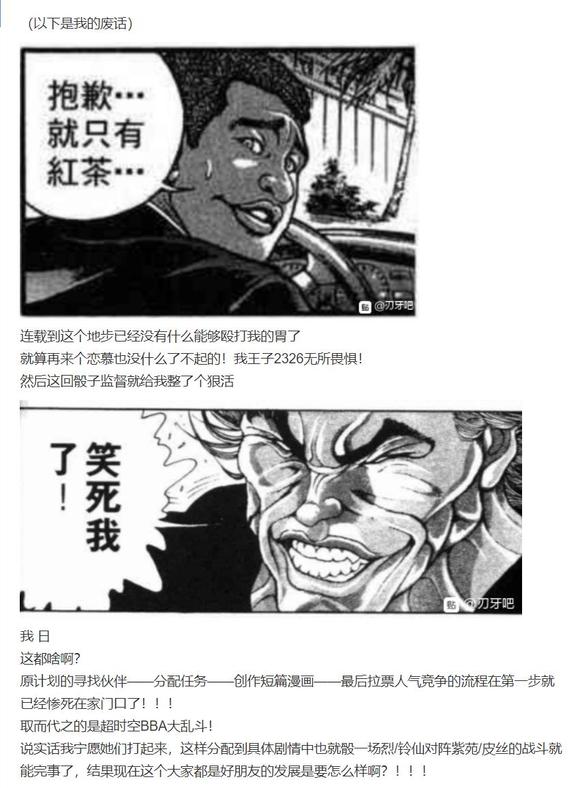 （以下是我的废话）
抱歉…
就只有
紅茶…
贴 @刃牙吧
连载到这个地步已经没有什么能够殴打我的胃了
就算再来个恋慕也没什么了不起的！我王子2326无所畏惧！
然后这回骰子监督就给我整了个狠活
笑死我
了！
贴 @刃牙吧
我 日
这都啥啊？
原计划的寻找伙伴——分配任务——创作短篇漫画——最后拉票人气竞争的流程在第一步就
已经惨死在家门口了！！！
取而代之的是超时空BBA大乱斗！
说实话我宁愿她们打起来，这样分配到具体剧情中也就骰一场烈/铃仙对阵紫苑/皮丝的战斗就
能完事了，结果现在这个大家都是好朋友的发展是要怎么样啊？！！！